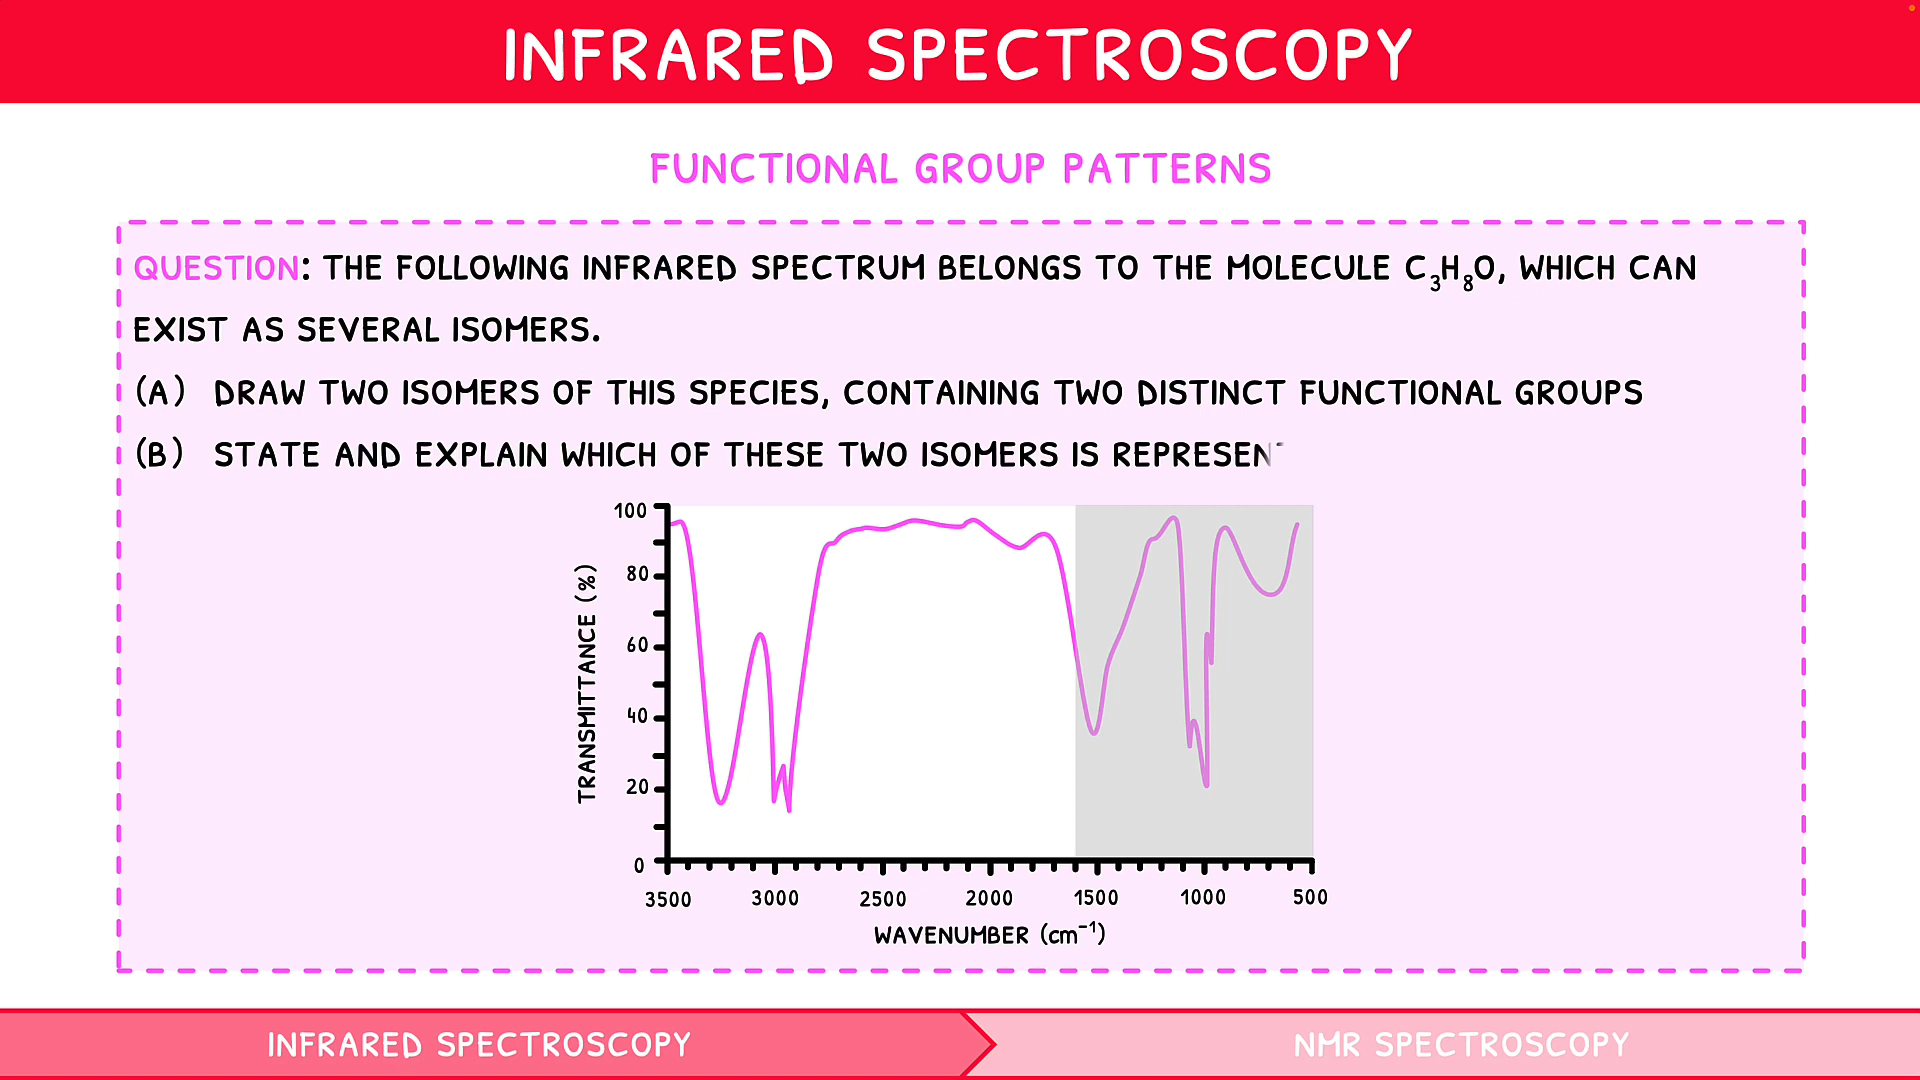 INFRARED SPECTROSCOPY
FUNCTIONAL GROUP PATTERNS
QUESTION: THE FOLLOWING INFRARED SPECTRUM BELONGS TO THE MOLECULE C₃H₈O, WHICH CAN
EXIST AS SEVERAL ISOMERS.
(A) DRAW TWO ISOMERS OF THIS SPECIES, CONTAINING TWO DISTINCT FUNCTIONAL GROUPS
(B) STATE AND EXPLAIN WHICH OF THESE TWO ISOMERS IS
100
80
60
40
20
0
TRANSMITTANCE (%)
3500 3000 2500 2000 1500 1000 500
WAVENUMBER (cm⁻¹)
INFRARED SPECTROSCOPY
NMR SPECTROSCOPY